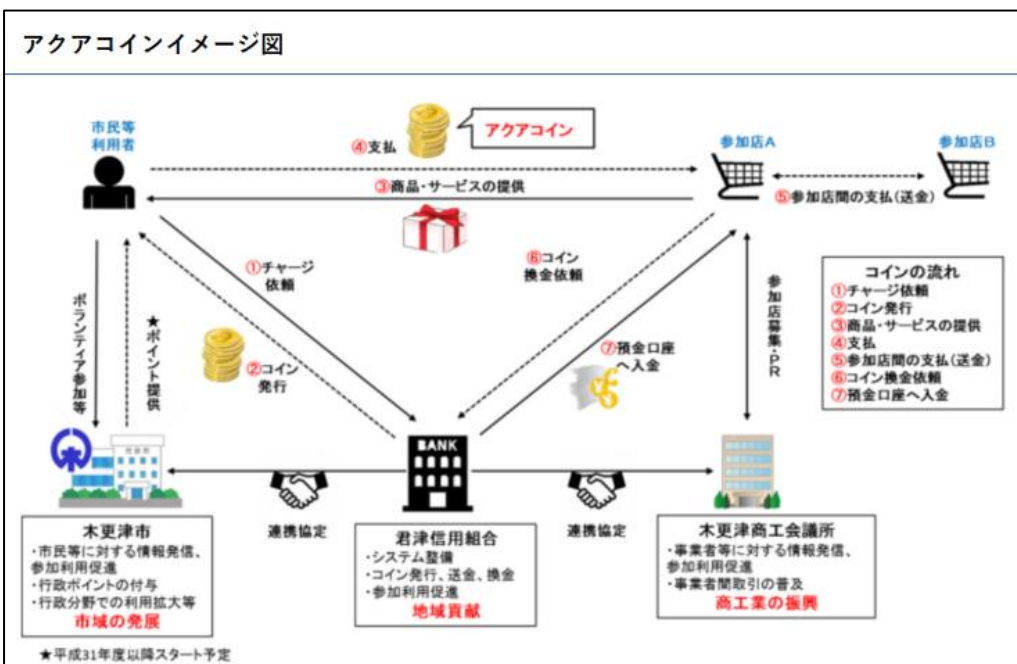 アクアコインイメージ図
市民等
利用者
④支払
アクアコイン
参加店A
参加店B
③商品・サービスの提供
⑤参加店間の支払(送金)
①チャージ
依頼
⑥コイン
換金依頼
ボランティア参加等
★ポイント提供
②コイン
発行
⑦預金口座
へ入金
参加店募集・PR
コインの流れ
①チャージ依頼
②コイン発行
③商品・サービスの提供
④支払
⑤参加店間の支払(送金)
⑥コイン換金依頼
⑦預金口座へ入金
市役所
BANK
連携協定
連携協定
木更津市
・市民等に対する情報発信、
参加利用促進
・行政ポイントの付与
・行政分野での利用拡大等
市域の発展
君津信用組合
・システム整備
・コイン発行、送金、換金
・参加利用促進
地域貢献
木更津商工会議所
・事業者等に対する情報発信、
参加利用促進
・事業者間取引の普及
商工業の振興
★平成31年度以降スタート予定